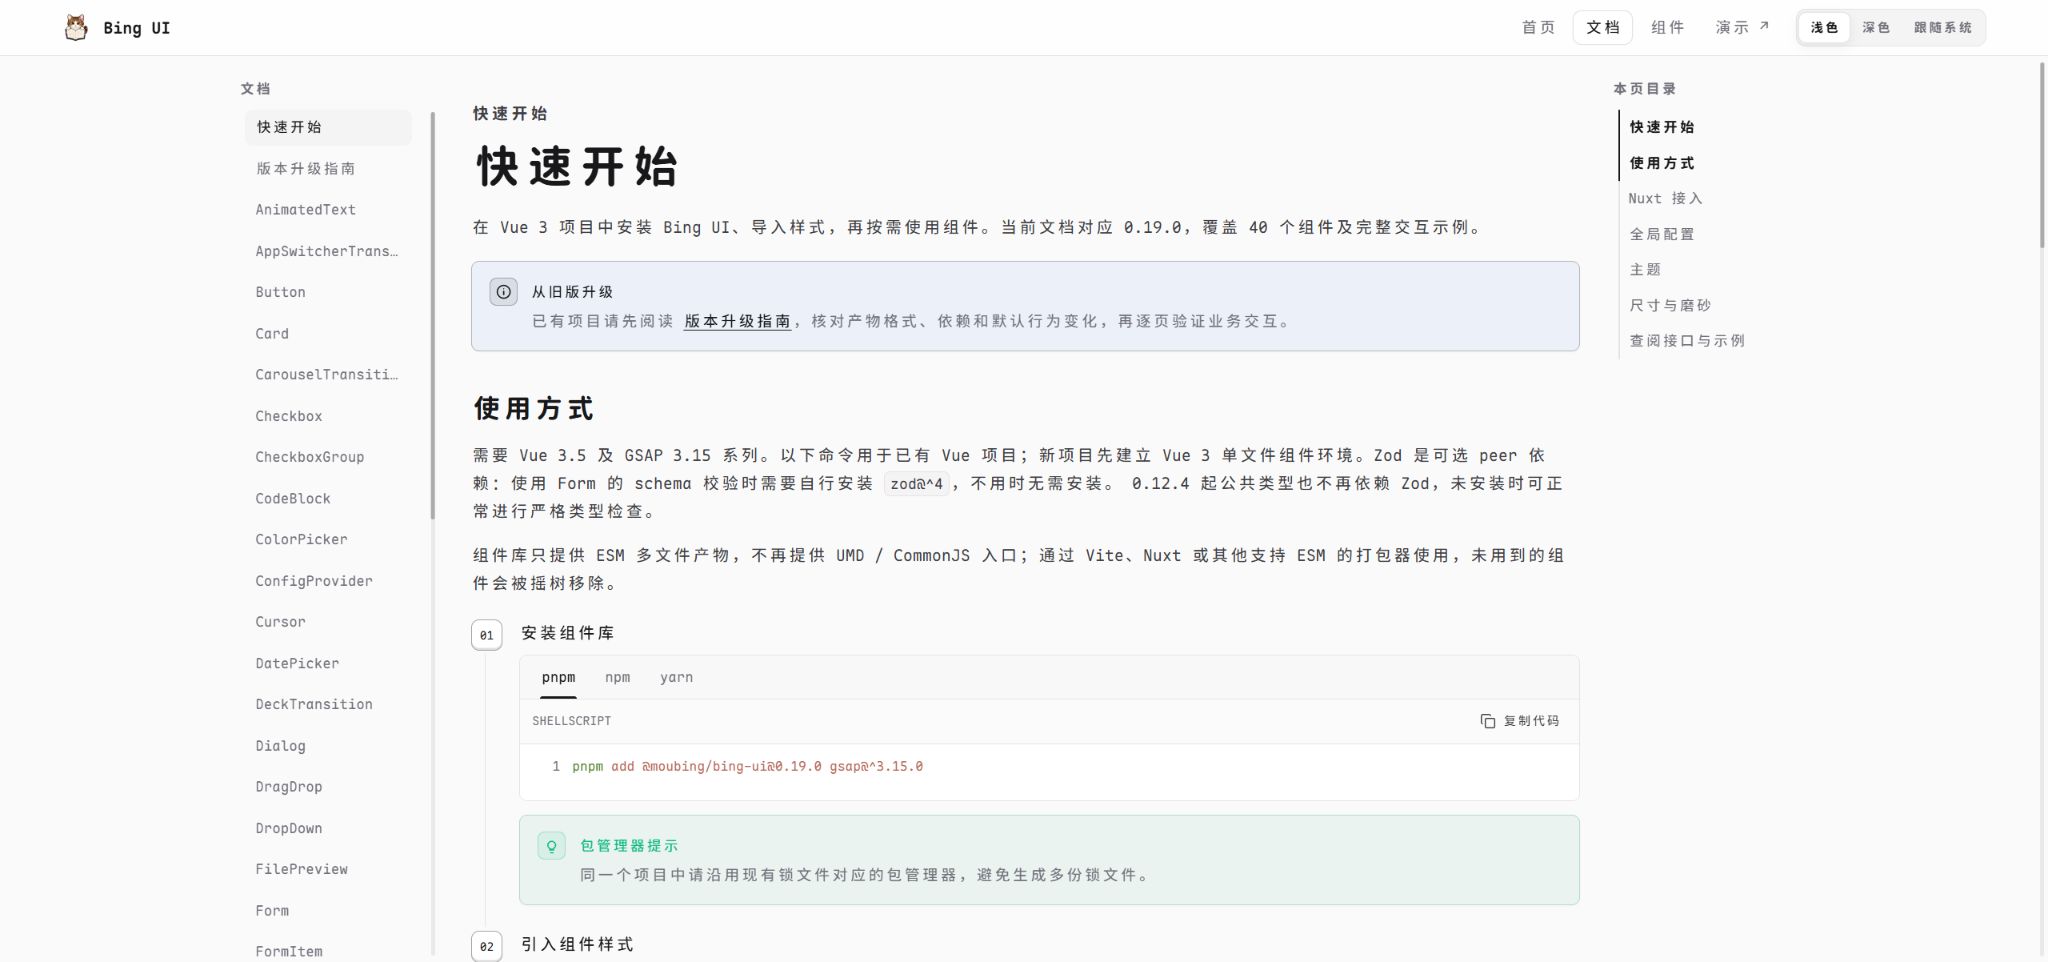 Bing UI
首页 文档 组件 演示 ↗ 浅色 深色 跟随系统
文档
快速开始
版本升级指南
AnimatedText
AppSwitcherTrans…
Button
Card
CarouselTransiti…
Checkbox
CheckboxGroup
CodeBlock
ColorPicker
ConfigProvider
Cursor
DatePicker
DeckTransition
Dialog
DragDrop
DropDown
FilePreview
Form
FormItem
快速开始
快速开始
在 Vue 3 项目中安装 Bing UI、导入样式，再按需使用组件。当前文档对应 0.19.0，覆盖 40 个组件及完整交互示例。
从旧版升级
已有项目请先阅读 版本升级指南，核对产物格式、依赖和默认行为变化，再逐页验证业务交互。
使用方式
需要 Vue 3.5 及 GSAP 3.15 系列。以下命令用于已有 Vue 项目；新项目先建立 Vue 3 单文件组件环境。Zod 是可选 peer 依
赖：使用 Form 的 schema 校验时需要自行安装 zod@^4，不用时无需安装。 0.12.4 起公共类型也不再依赖 Zod，未安装时可正
常进行严格类型检查。
组件库只提供 ESM 多文件产物，不再提供 UMD / CommonJS 入口；通过 Vite、Nuxt 或其他支持 ESM 的打包器使用，未用到的组
件会被摇树移除。
01 安装组件库
pnpm npm yarn
SHELLSCRIPT 复制代码
1 pnpm add @moubing/bing-ui@0.19.0 gsap@^3.15.0
包管理器提示
同一个项目中请沿用现有锁文件对应的包管理器，避免生成多份锁文件。
02 引入组件样式
本页目录
快速开始
使用方式
Nuxt 接入
全局配置
主题
尺寸与磨砂
查阅接口与示例